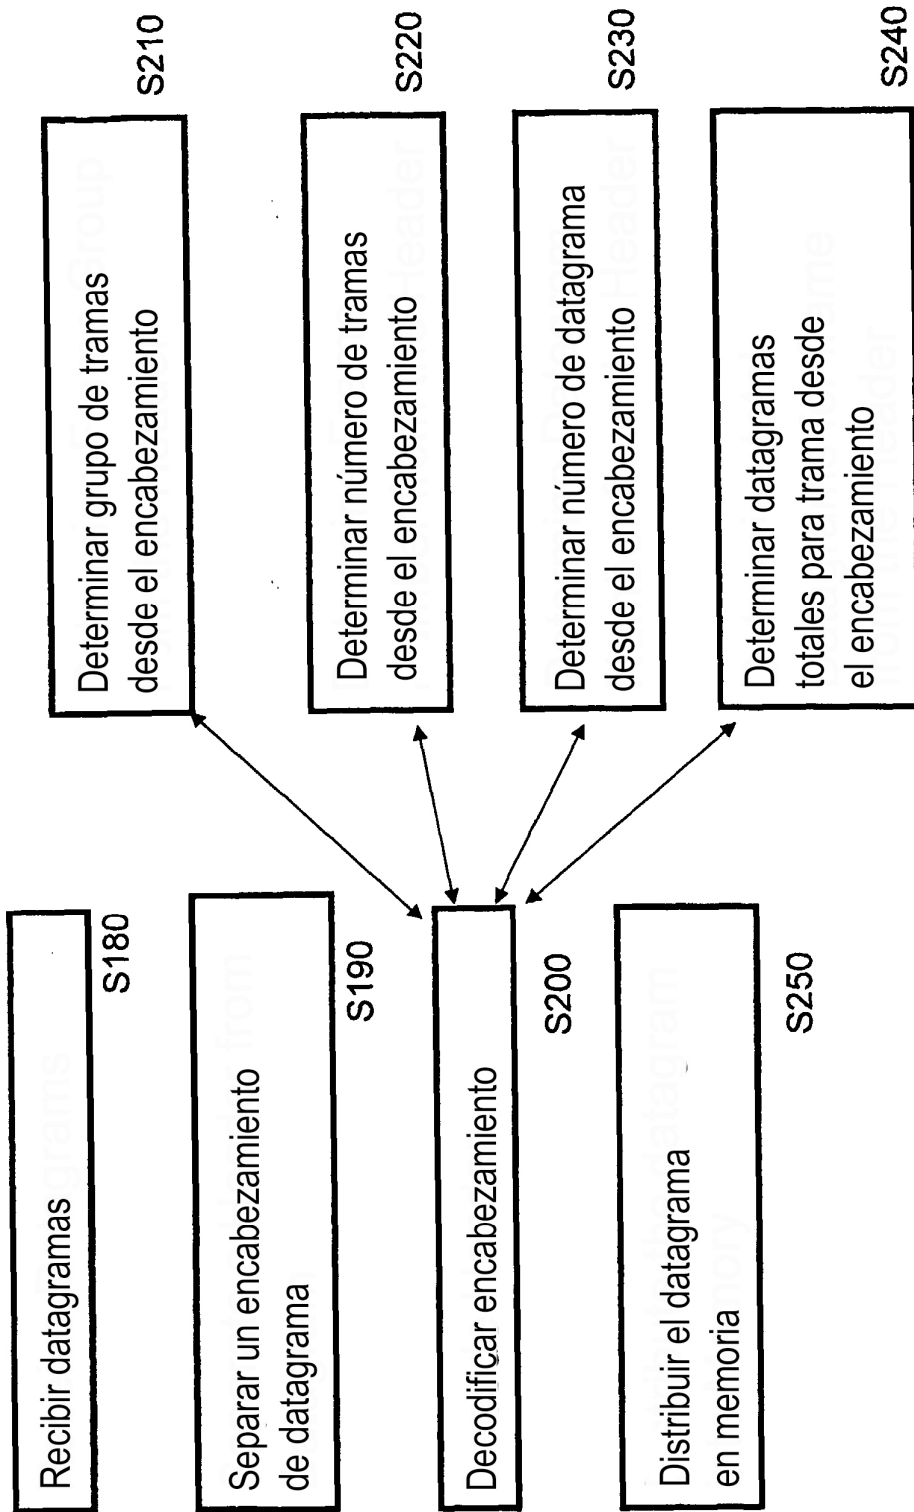 Recibir datagramas
S180
Separar un encabezamiento
de datagrama
S190
Decodificar encabezamiento
S200
Distribuir el datagrama
en memoria
S250
Determinar grupo de tramas
desde el encabezamiento
S210
Determinar número de tramas
desde el encabezamiento
S220
Determinar número de datagrama
desde el encabezamiento
S230
Determinar datagramas
totales para trama desde
el encabezamiento
S240